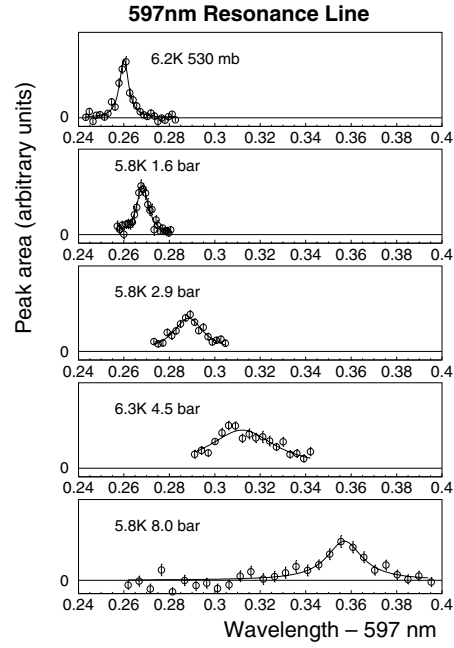 597nm Resonance Line
Peak area (arbitrary units)
6.2K 530 mb
0
0.24 0.26 0.28 0.3 0.32 0.34 0.36 0.38 0.4
5.8K 1.6 bar
0
0.24 0.26 0.28 0.3 0.32 0.34 0.36 0.38 0.4
5.8K 2.9 bar
0
0.24 0.26 0.28 0.3 0.32 0.34 0.36 0.38 0.4
6.3K 4.5 bar
0
0.24 0.26 0.28 0.3 0.32 0.34 0.36 0.38 0.4
5.8K 8.0 bar
0
0.24 0.26 0.28 0.3 0.32 0.34 0.36 0.38 0.4
Wavelength – 597 nm